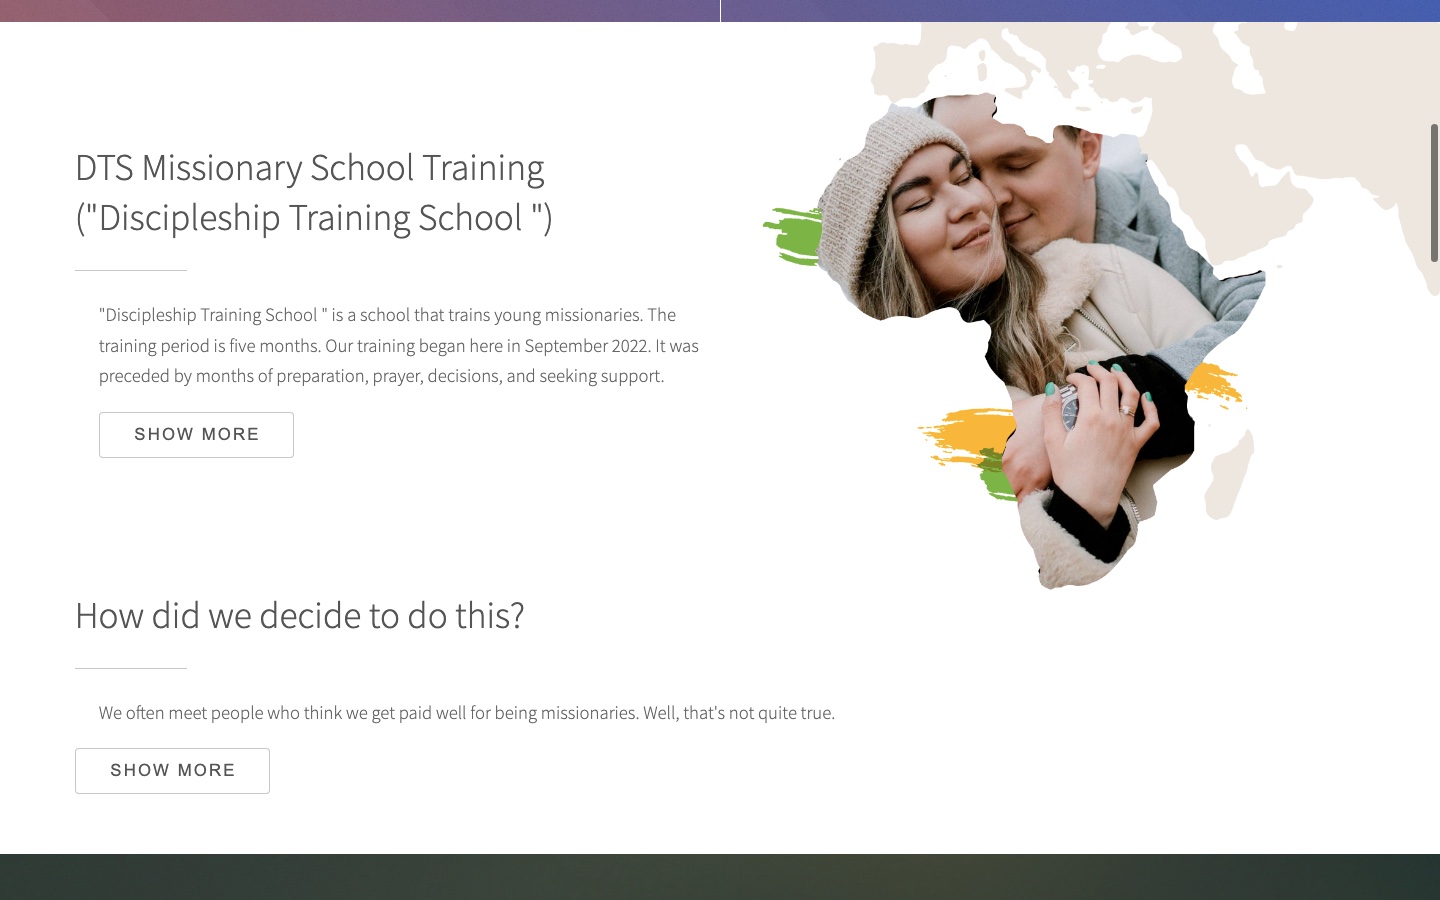 DTS Missionary School Training
("Discipleship Training School ")
"Discipleship Training School " is a school that trains young missionaries. The
training period is five months. Our training began here in September 2022. It was
preceded by months of preparation, prayer, decisions, and seeking support.
SHOW MORE
How did we decide to do this?
We often meet people who think we get paid well for being missionaries. Well, that's not quite true.
SHOW MORE